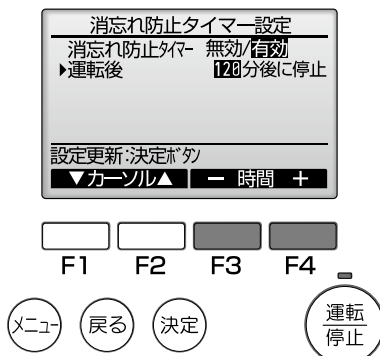 消忘れ防止タイマー設定
消忘れ防止ﾀｲﾏｰ 無効/有効
▶運転後 120分後に停止
設定更新:決定ﾎﾞﾀﾝ
▼カーソル▲ － 時間 ＋
F1 F2 F3 F4
メニュー 戻る 決定 運転
停止